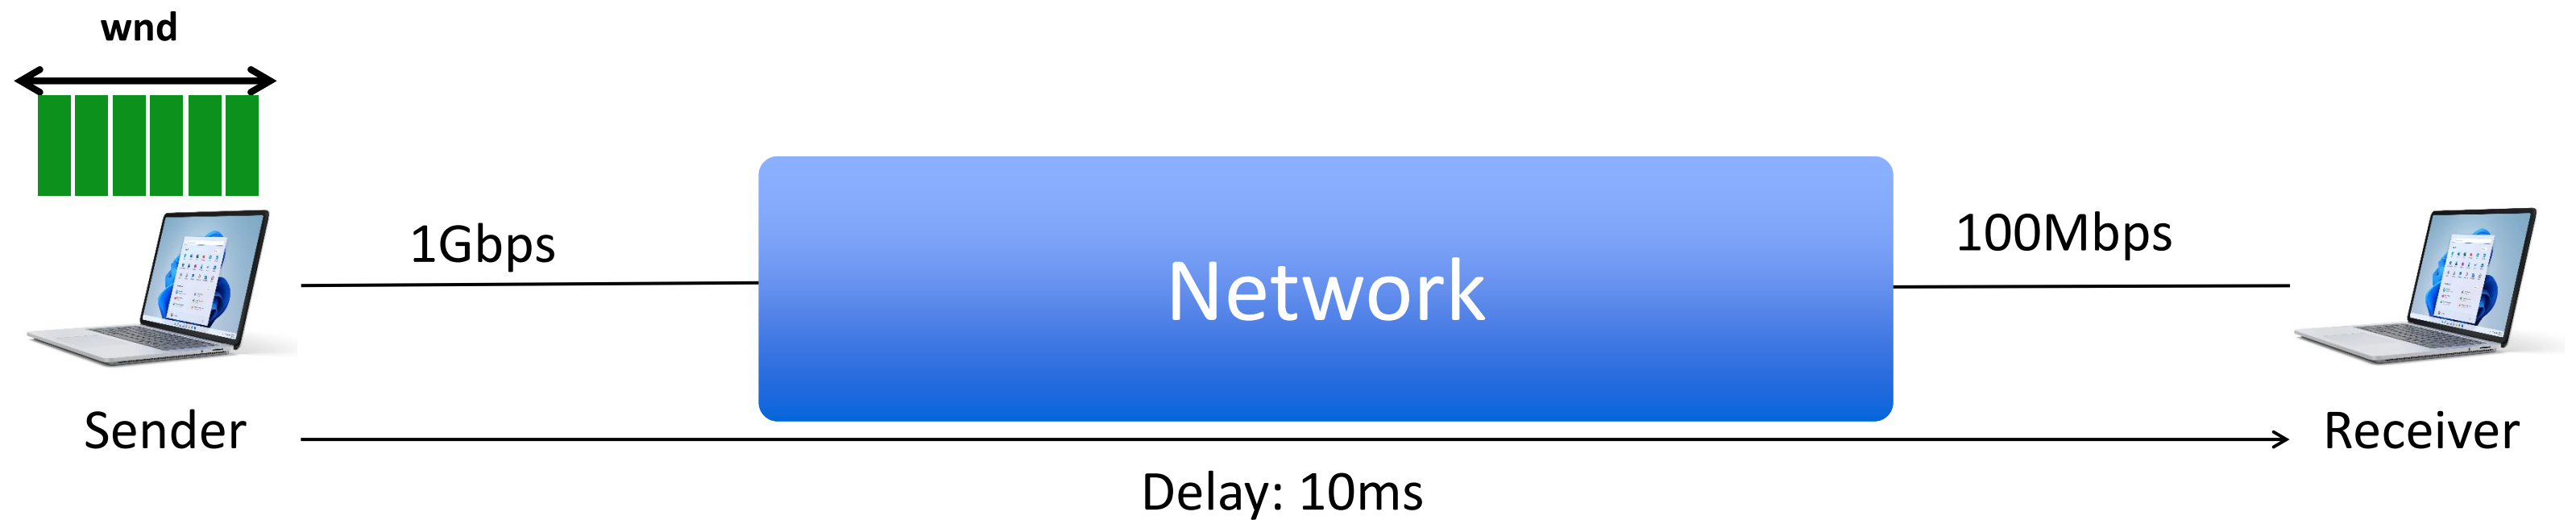 wnd
1Gbps
Network
100Mbps
Sender
Receiver
Delay: 10ms